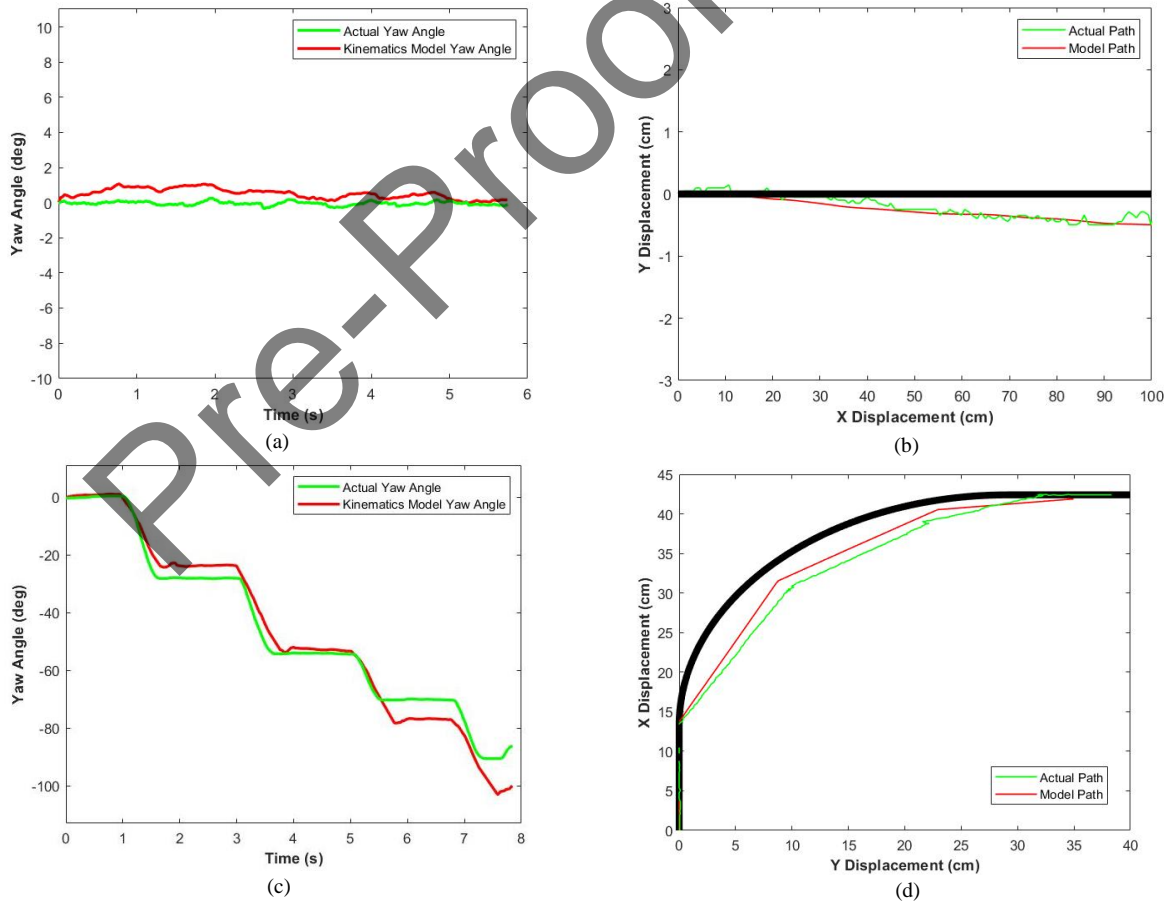 Actual Yaw Angle
Kinematics Model Yaw Angle
10
8
6
4
2
0
-2
-4
-6
-8
-10
Yaw Angle (deg)
0 1 2 3 4 5 6
Time (s)
(a)
Actual Path
Model Path
3
2
1
0
-1
-2
-3
Y Displacement (cm)
0 10 20 30 40 50 60 70 80 90 100
X Displacement (cm)
(b)
Actual Yaw Angle
Kinematics Model Yaw Angle
0
-20
-40
-60
-80
-100
Yaw Angle (deg)
0 1 2 3 4 5 6 7 8
Time (s)
(c)
45
40
35
30
25
20
15
10
5
0
X Displacement (cm)
Actual Path
Model Path
0 5 10 15 20 25 30 35 40
Y Displacement (cm)
(d)
Pre-Proo